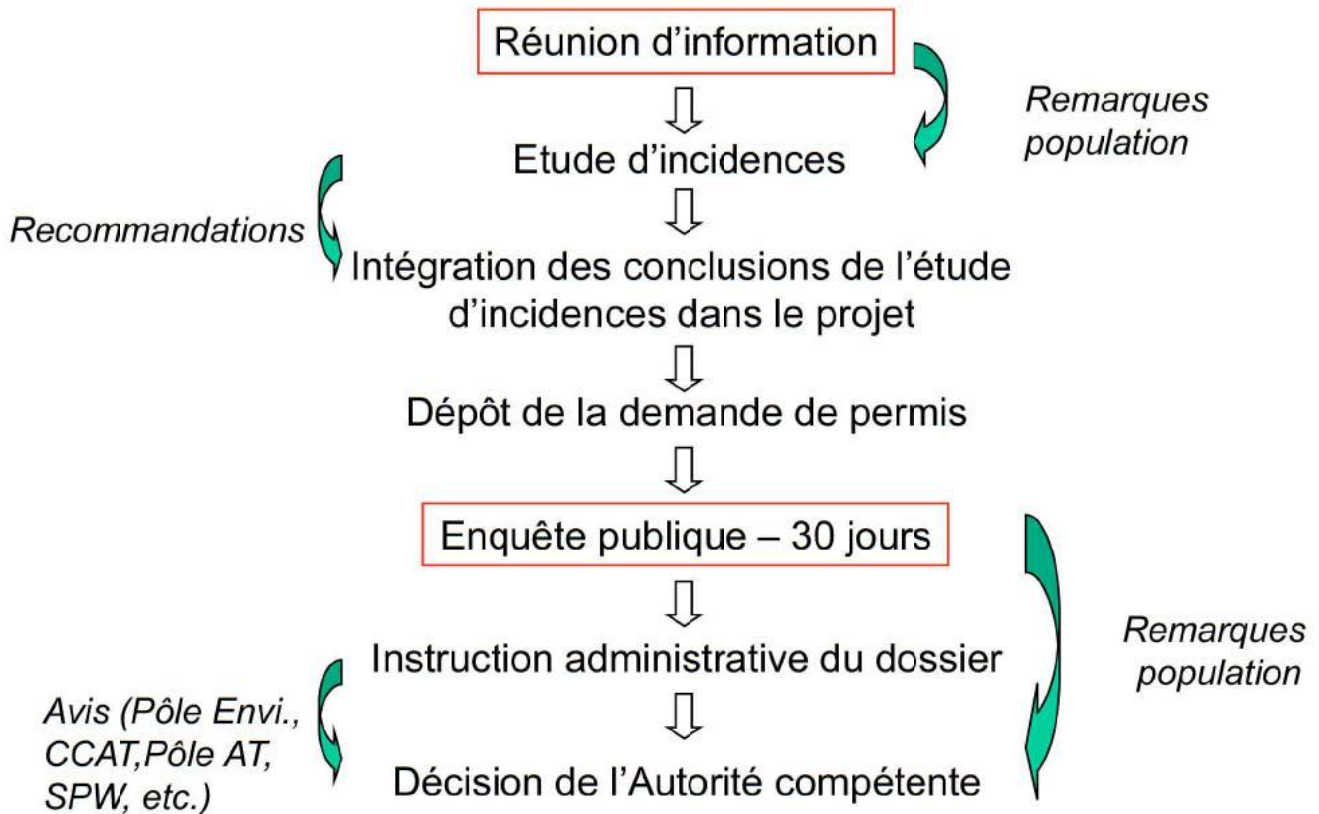 Réunion d'information
Remarques
population
Etude d'incidences
Recommandations
Intégration des conclusions de l'étude
d'incidences dans le projet
Dépôt de la demande de permis
Enquête publique – 30 jours
Instruction administrative du dossier
Remarques
population
Avis (Pôle Envi.,
CCAT,Pôle AT,
SPW, etc.)
Décision de l'Autorité compétente